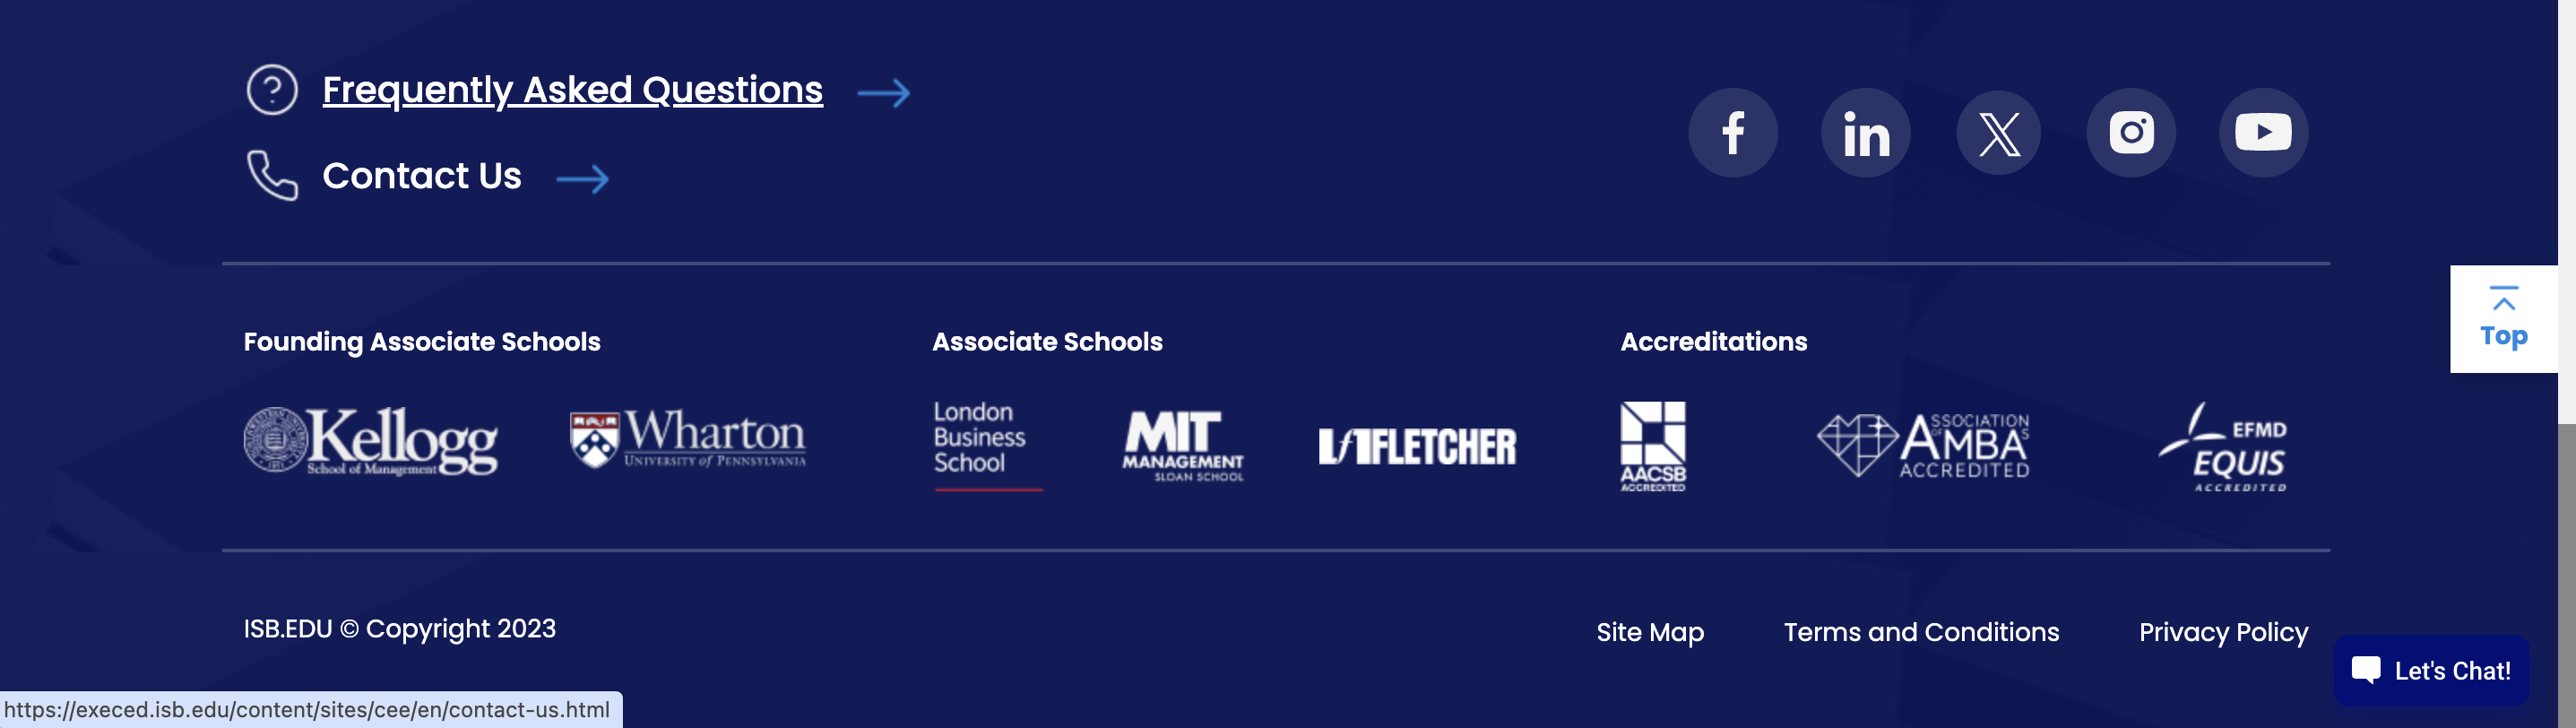 Frequently Asked Questions
Contact Us
Top
Founding Associate Schools
Associate Schools
Accreditations
Kellogg
School of Management
Wharton
UNIVERSITY of PENNSYLVANIA
London
Business
School
MIT
MANAGEMENT
SLOAN SCHOOL
FLETCHER
AACSB
ACCREDITED
ASSOCIATION
OF
AMBAs
ACCREDITED
EFMD
EQUIS
ACCREDITED
ISB.EDU © Copyright 2023
Site Map
Terms and Conditions
Privacy Policy
Let's Chat!
https://execed.isb.edu/content/sites/cee/en/contact-us.html